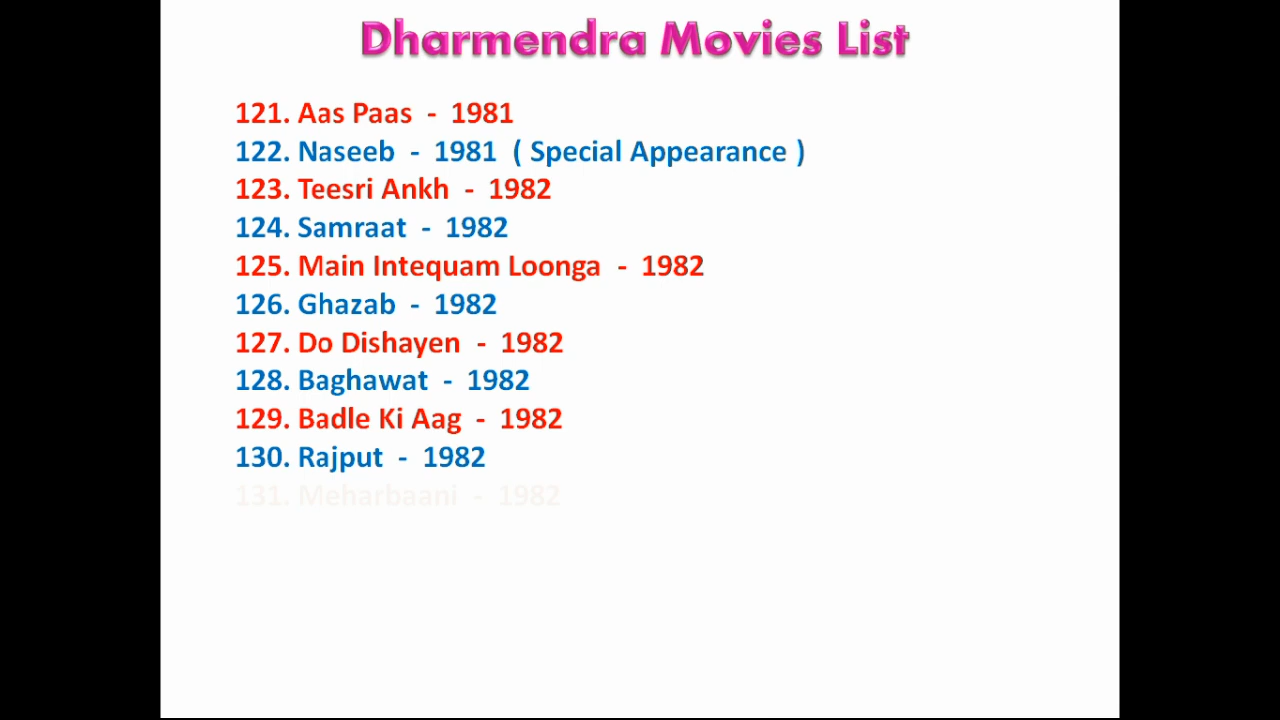 Dharmendra Movies List
121. Aas Paas - 1981
122. Naseeb - 1981 ( Special Appearance )
123. Teesri Ankh - 1982
124. Samraat - 1982
125. Main Intequam Loonga - 1982
126. Ghazab - 1982
127. Do Dishayen - 1982
128. Baghawat - 1982
129. Badle Ki Aag - 1982
130. Rajput - 1982
131. Meharbaani - 1982